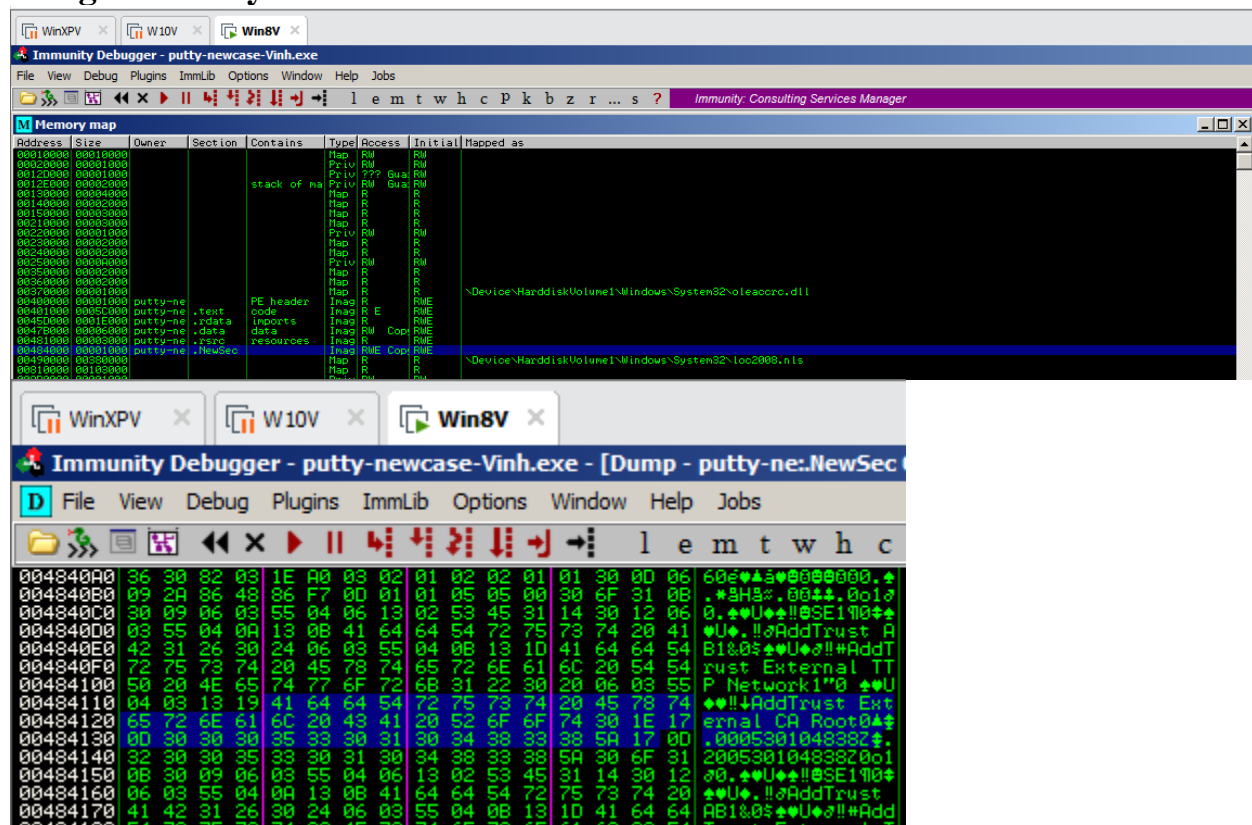 WinXPV × W10V × Win8V ×
Immunity Debugger - putty-newcase-Vinh.exe
File View Debug Plugins ImmLib Options Window Help Jobs
l e m t w h c P k b z r ... s ? Immunity: Consulting Services Manager
M Memory map
Address Size Owner Section Contains Type Access Initial Mapped as
00010000 00010000 Map RW RW
00020000 00001000 Priv RW RW
0012D000 00001000 Priv ??? Gua: RW
0012E000 00002000 stack of ma Priv RW Gua: RW
00130000 00004000 Map R R
00140000 00002000 Map R R
00150000 00003000 Map R R
00210000 00003000 Map R R
00220000 00001000 Priv RW RW
00230000 00002000 Map R R
00240000 00002000 Map R R
00250000 Priv RW RW
00350000 00002000 Map R R
00360000 00002000 Map R R
00370000 00001000 Map R R \Device\HarddiskVolume1\Windows\System32\oleaccrc.dll
00400000 00001000 putty-ne PE header Imag R RWE
00401000 0005C000 putty-ne .text code Imag R E RWE
0045D000 0001E000 putty-ne .rdata imports Imag R RWE
0047B000 00006000 putty-ne .data data Imag RW Cop RWE
00481000 00003000 putty-ne .rsrc resources Imag R RWE
00484000 00001000 putty-ne .NewSec Imag RWE Cop RWE
00490000 Map R R \Device\HarddiskVolume1\Windows\System32\loc2008.nls
00810000 00103000 Map R R
WinXPV × W10V × Win8V ×
Immunity Debugger - putty-newcase-Vinh.exe - [Dump - putty-ne:.NewSec
D File View Debug Plugins ImmLib Options Window Help Jobs
l e m t w h c
004840A0 36 30 82 03 1E A0 03 02 01 02 02 01 01 30 0D 06
004840B0 09 2A 86 48 86 F7 0D 01 01 05 05 00 30 6F 31 0B
004840C0 30 09 06 03 55 04 06 13 02 53 45 31 14 30 12 06
004840D0 03 55 04 0A 13 0B 41 64 64 54 72 75 73 74 20 41
004840E0 42 31 26 30 24 06 03 55 04 0B 13 1D 41 64 64 54
004840F0 72 75 73 74 20 45 78 74 65 72 6E 61 6C 20 54 54 rust External TT
00484100 50 20 4E 65 74 77 6F 72 6B 31 22 30 20 06 03 55 P Network1"0 ♠♥U
00484110 04 03 13 19 41 64 64 54 72 75 73 74 20 45 78 74 ♦♥‼↓AddTrust Ext
00484120 65 72 6E 61 6C 20 43 41 20 52 6F 6F 74 30 1E 17 ernal CA Root0▲↨
00484130 0D 30 30 30 35 33 30 31 30 34 38 33 38 5A 17 0D .000530104838Z↨.
00484140 32 30 30 35 33 30 31 30 34 38 33 38 5A 30 6F 31 200530104838Z0o1
00484150 0B 30 09 06 03 55 04 06 13 02 53 45 31 14 30 12
00484160 06 03 55 04 0A 13 0B 41 64 64 54 72 75 73 74 20
00484170 41 42 31 26 30 24 06 03 55 04 0B 13 1D 41 64 64